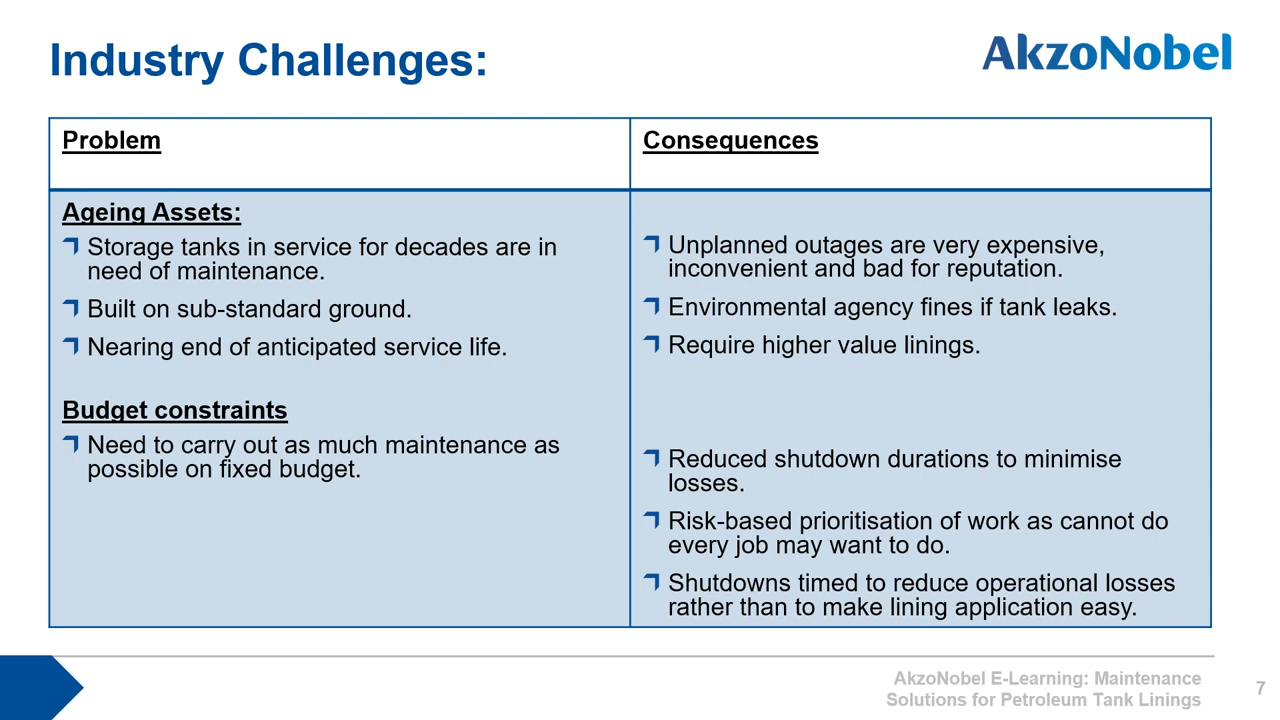 Industry Challenges:
AkzoNobel
Problem
Consequences
Ageing Assets:
Storage tanks in service for decades are in
need of maintenance.
Built on sub-standard ground.
Nearing end of anticipated service life.
Budget constraints
Need to carry out as much maintenance as
possible on fixed budget.
Unplanned outages are very expensive,
inconvenient and bad for reputation.
Environmental agency fines if tank leaks.
Require higher value linings.
Reduced shutdown durations to minimise
losses.
Risk-based prioritisation of work as cannot do
every job may want to do.
Shutdowns timed to reduce operational losses
rather than to make lining application easy.
AkzoNobel E-Learning: Maintenance
Solutions for Petroleum Tank Linings
7